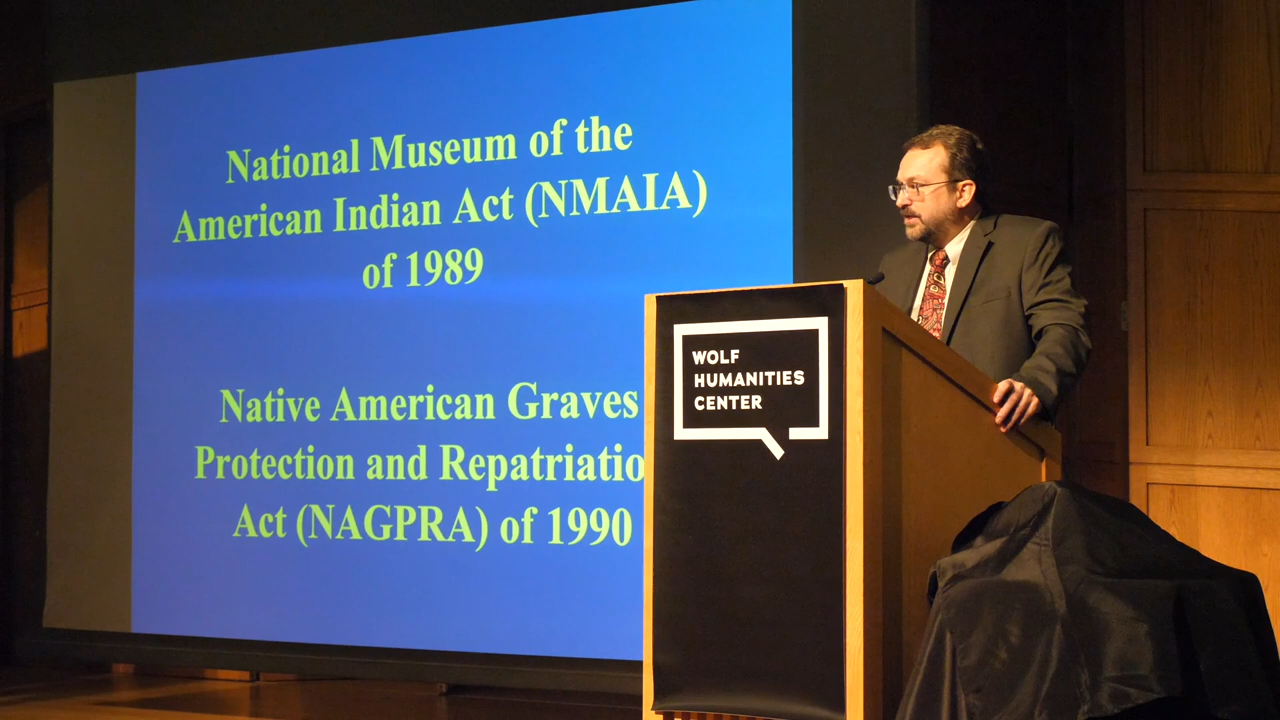 National Museum of the
American Indian Act (NMAIA)
of 1989
Native American Graves
Protection and Repatriatio
Act (NAGPRA) of 1990
WOLF
HUMANITIES
CENTER